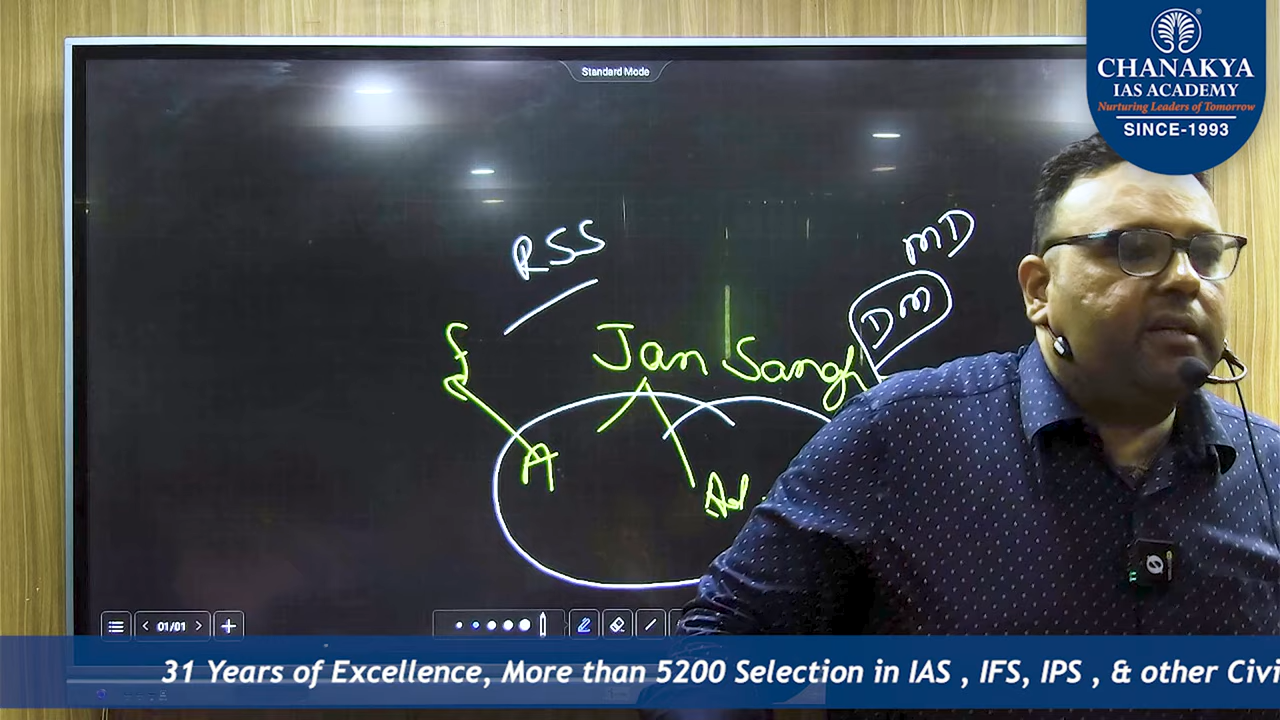 Standard Mode
CHANAKYA
IAS ACADEMY
Nurturing Leaders of Tomorrow
SINCE-1993
RSS
MD
DM
Jan Sangh
A
Ad
01/01
31 Years of Excellence, More than 5200 Selection in IAS , IFS, IPS , & other Civi